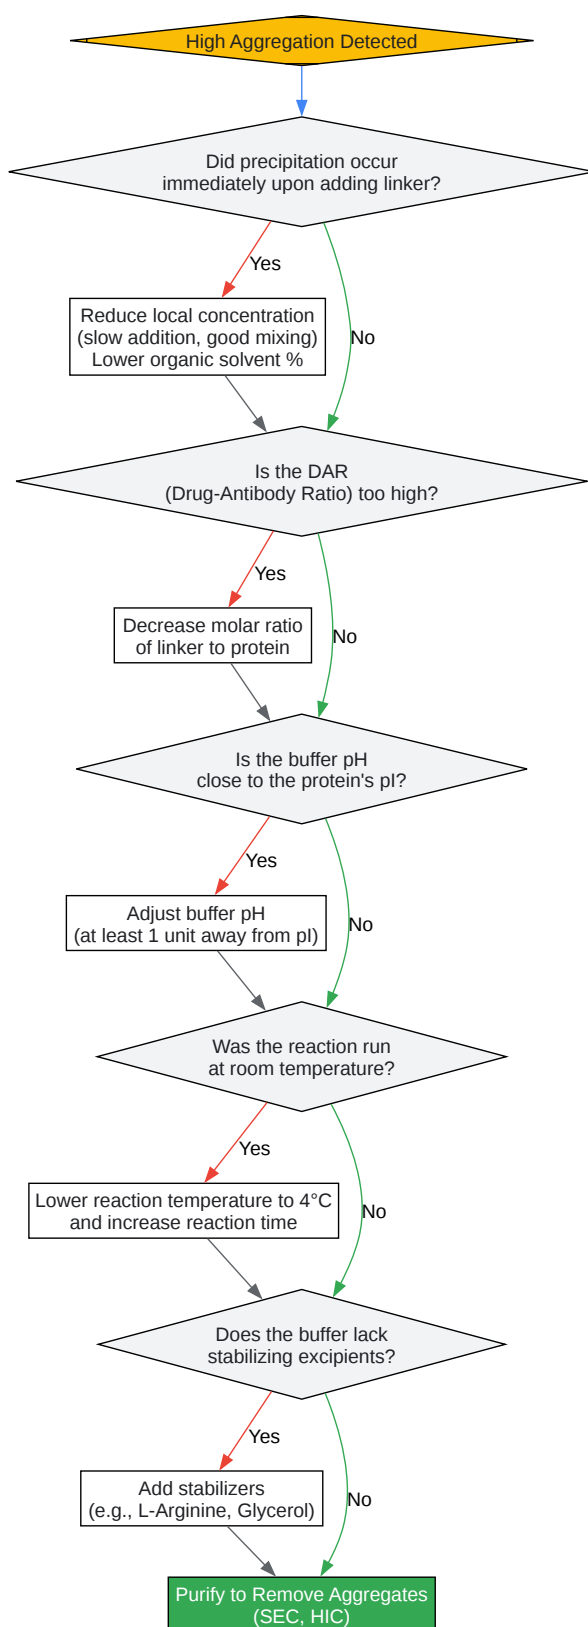 High Aggregation Detected
Did precipitation occur
immediately upon adding linker?
Yes
No
Reduce local concentration
(slow addition, good mixing)
Lower organic solvent %
Is the DAR
(Drug-Antibody Ratio) too high?
Yes
No
Decrease molar ratio
of linker to protein
Is the buffer pH
close to the protein's pI?
Yes
No
Adjust buffer pH
(at least 1 unit away from pI)
Was the reaction run
at room temperature?
Yes
No
Lower reaction temperature to 4°C
and increase reaction time
Does the buffer lack
stabilizing excipients?
Yes
No
Add stabilizers
(e.g., L-Arginine, Glycerol)
Purify to Remove Aggregates
(SEC, HIC)